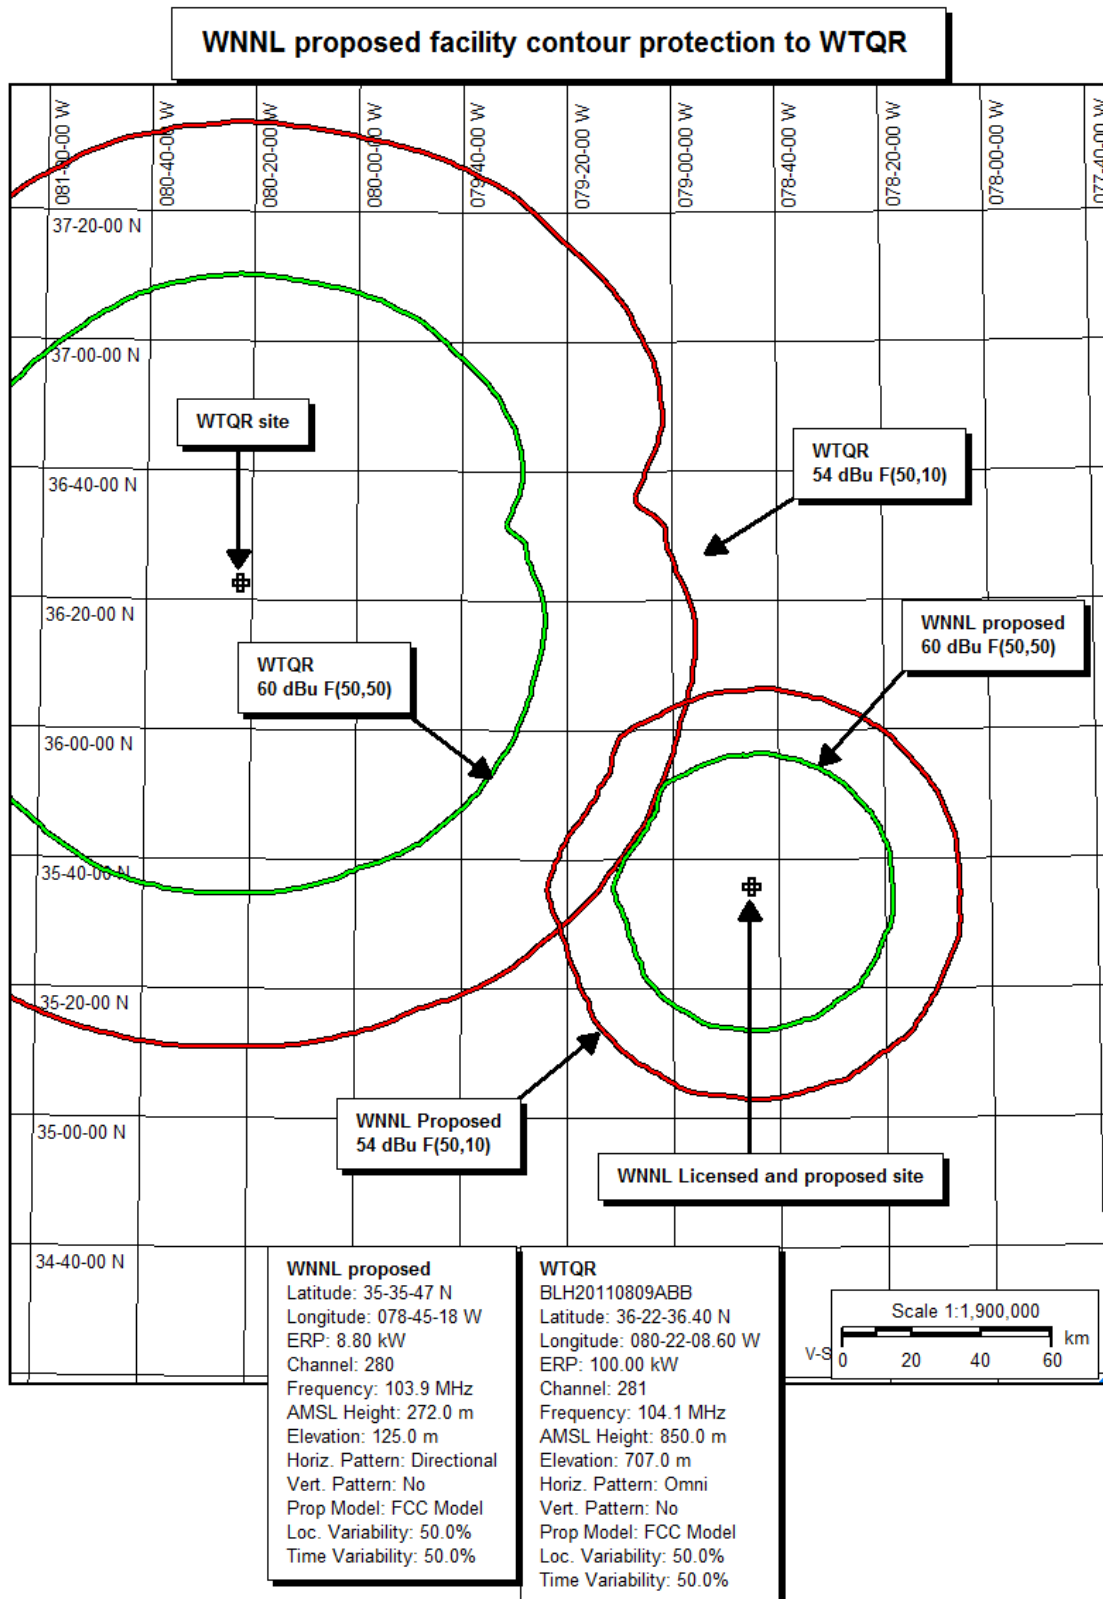 WNNL proposed facility contour protection to WTQR
081-00-00 W
080-40-00 W
080-20-00 W
080-00-00 W
079-40-00 W
079-20-00 W
079-00-00 W
078-40-00 W
078-20-00 W
078-00-00 W
077-40-00 W
37-20-00 N
37-00-00 N
36-40-00 N
36-20-00 N
36-00-00 N
35-40-00 N
35-20-00 N
35-00-00 N
34-40-00 N
WTQR site
WTQR
54 dBu F(50,10)
WNNL proposed
60 dBu F(50,50)
WTQR
60 dBu F(50,50)
WNNL Proposed
54 dBu F(50,10)
WNNL Licensed and proposed site
WNNL proposed
Latitude: 35-35-47 N
Longitude: 078-45-18 W
ERP: 8.80 kW
Channel: 280
Frequency: 103.9 MHz
AMSL Height: 272.0 m
Elevation: 125.0 m
Horiz. Pattern: Directional
Vert. Pattern: No
Prop Model: FCC Model
Loc. Variability: 50.0%
Time Variability: 50.0%
WTQR
BLH20110809ABB
Latitude: 36-22-36.40 N
Longitude: 080-22-08.60 W
ERP: 100.00 kW
Channel: 281
Frequency: 104.1 MHz
AMSL Height: 850.0 m
Elevation: 707.0 m
Horiz. Pattern: Omni
Vert. Pattern: No
Prop Model: FCC Model
Loc. Variability: 50.0%
Time Variability: 50.0%
V-S
Scale 1:1,900,000
0 20 40 60 km